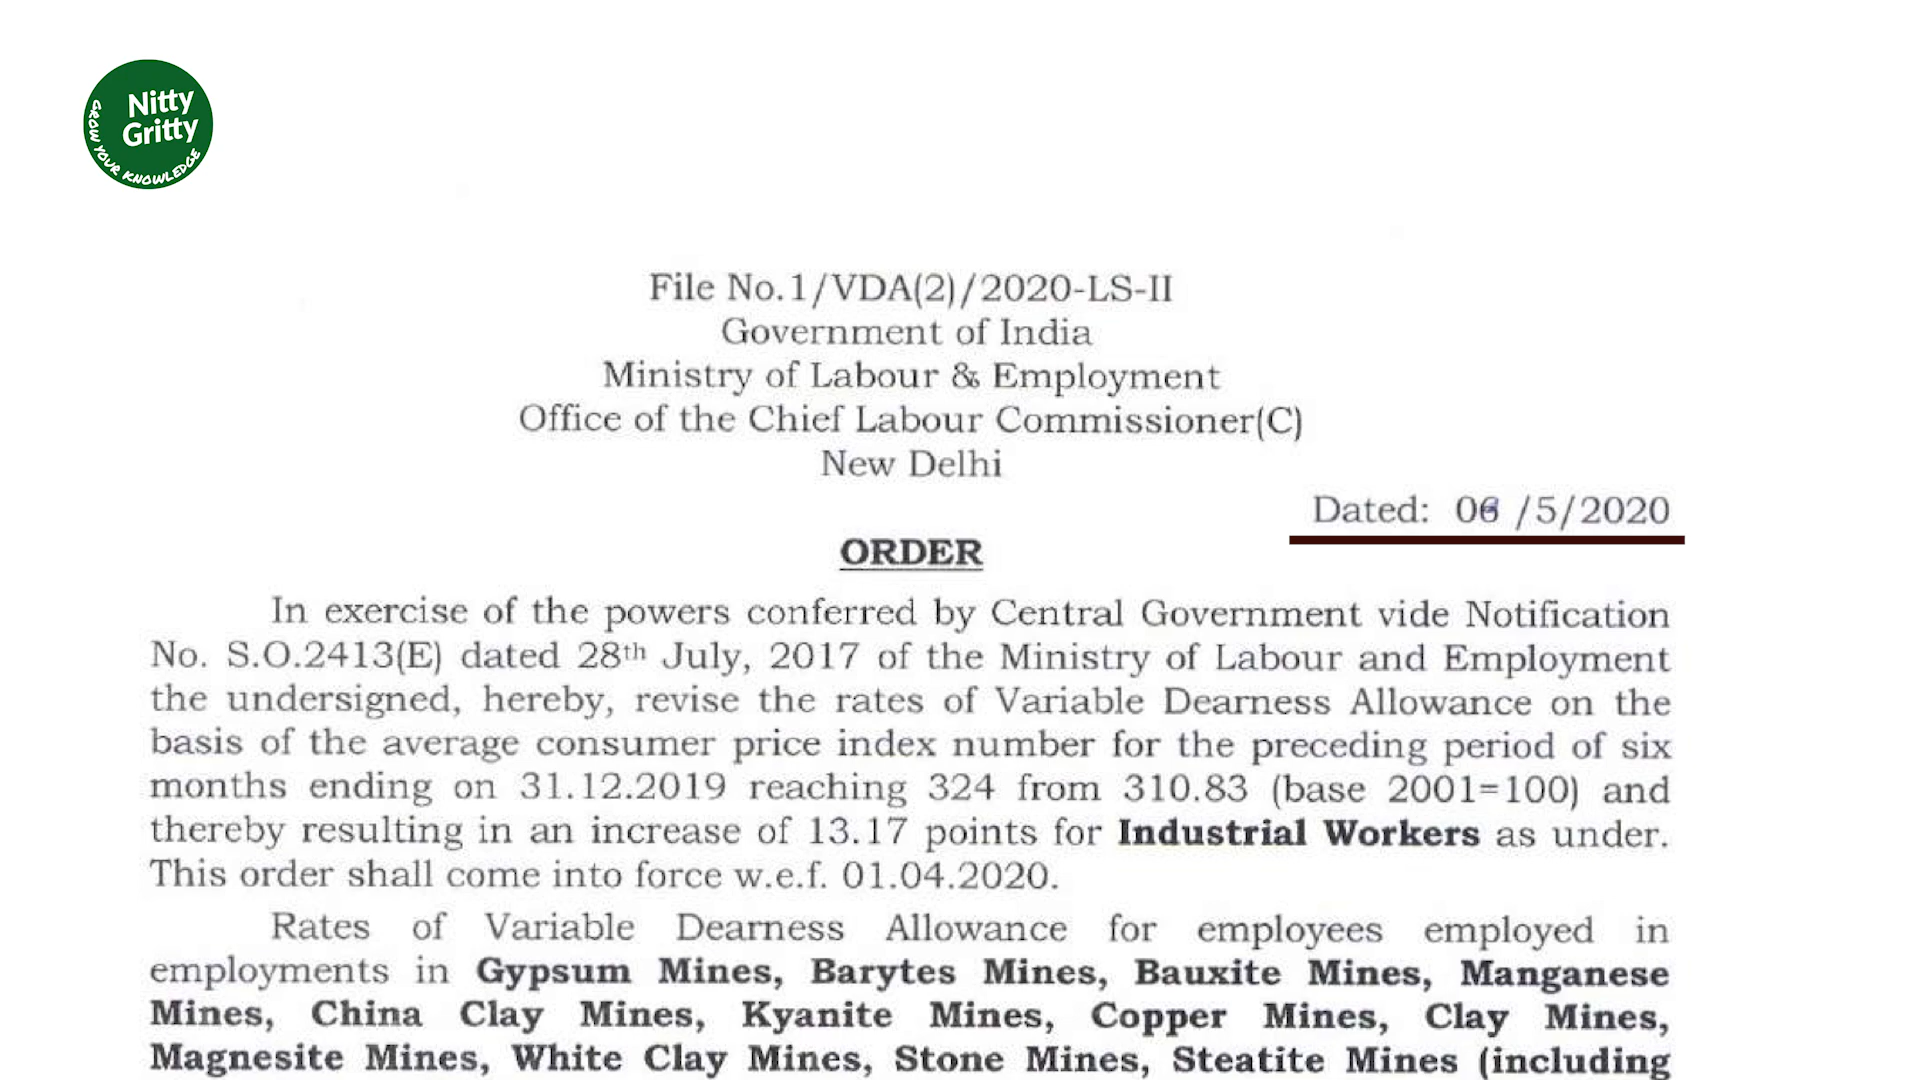 Nitty
Gritty
GROW YOUR KNOWLEDGE
File No.1/VDA(2)/2020-LS-II
Government of India
Ministry of Labour & Employment
Office of the Chief Labour Commissioner(C)
New Delhi
Dated: 06 /5/2020
ORDER
In exercise of the powers conferred by Central Government vide Notification
No. S.O.2413(E) dated 28th July, 2017 of the Ministry of Labour and Employment
the undersigned, hereby, revise the rates of Variable Dearness Allowance on the
basis of the average consumer price index number for the preceding period of six
months ending on 31.12.2019 reaching 324 from 310.83 (base 2001=100) and
thereby resulting in an increase of 13.17 points for Industrial Workers as under.
This order shall come into force w.e.f. 01.04.2020.
Rates of Variable Dearness Allowance for employees employed in
employments in Gypsum Mines, Barytes Mines, Bauxite Mines, Manganese
Mines, China Clay Mines, Kyanite Mines, Copper Mines, Clay Mines,
Magnesite Mines, White Clay Mines, Stone Mines, Steatite Mines (including